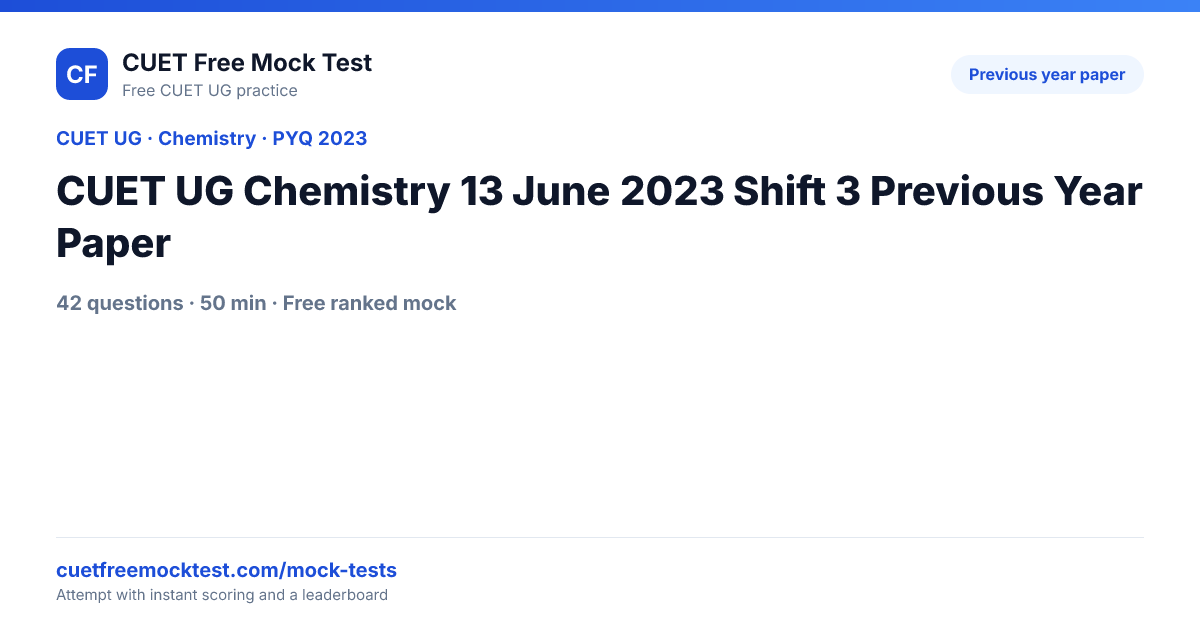 CF
CUET Free Mock Test
Free CUET UG practice
Previous year paper
CUET UG · Chemistry · PYQ 2023
CUET UG Chemistry 13 June 2023 Shift 3 Previous Year
Paper
42 questions · 50 min · Free ranked mock
cuetfreemocktest.com/mock-tests
Attempt with instant scoring and a leaderboard